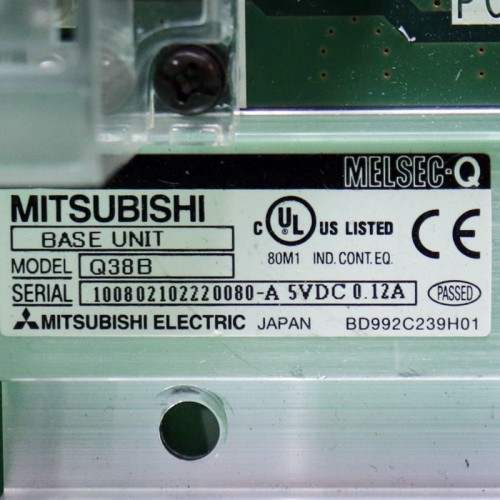 PC
MELSEC-Q
MITSUBISHI
BASE UNIT
C UL US LISTED
CE
80M1 IND.CONT.EQ.
MODEL Q38B
SERIAL 100802102220080-A 5VDC 0.12A PASSED
MITSUBISHI ELECTRIC JAPAN BD992C239H01